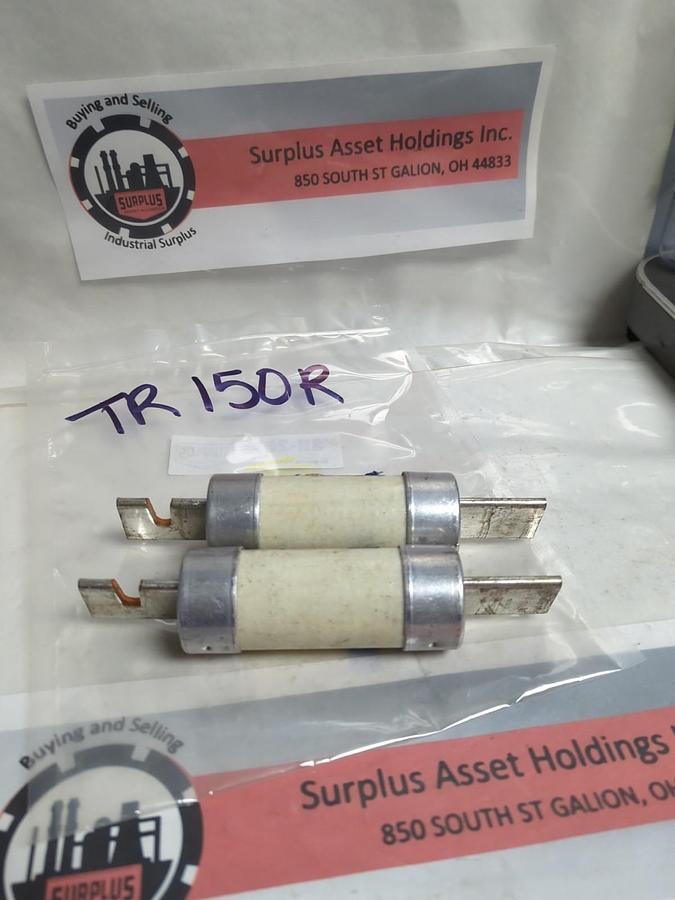 Buying and Selling
SURPLUS
Industrial Surplus
Surplus Asset Holdings Inc.
850 SOUTH ST GALION, OH 44833
TR 150R
Buying and Selling
SURPLUS
Surplus Asset Holdings
850 SOUTH ST GALION, OH